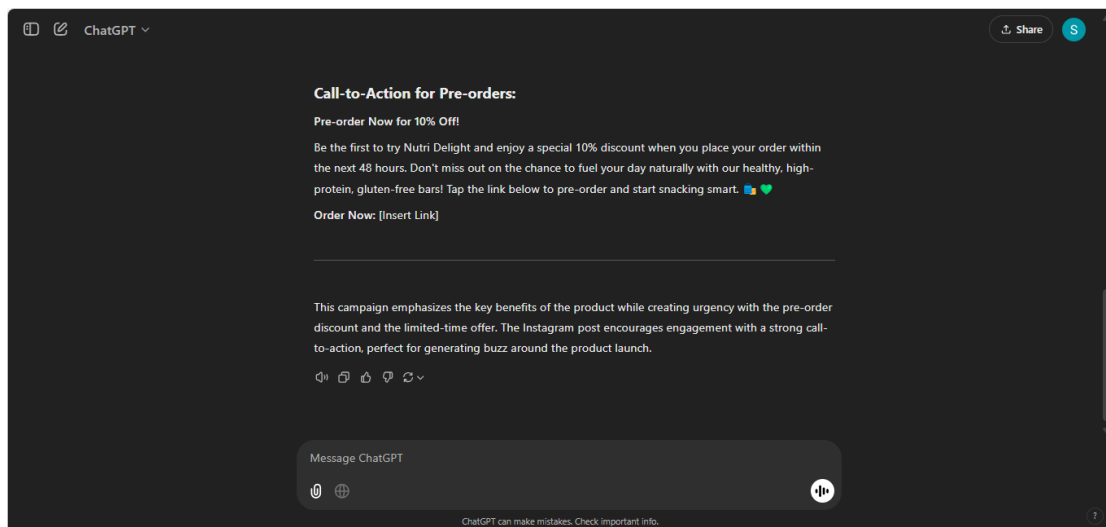 ChatGPT
Share
S
Call-to-Action for Pre-orders:
Pre-order Now for 10% Off!
Be the first to try Nutri Delight and enjoy a special 10% discount when you place your order within
the next 48 hours. Don't miss out on the chance to fuel your day naturally with our healthy, high-
protein, gluten-free bars! Tap the link below to pre-order and start snacking smart.
Order Now: [Insert Link]
This campaign emphasizes the key benefits of the product while creating urgency with the pre-order
discount and the limited-time offer. The Instagram post encourages engagement with a strong call-
to-action, perfect for generating buzz around the product launch.
Message ChatGPT
ChatGPT can make mistakes. Check important info.
?